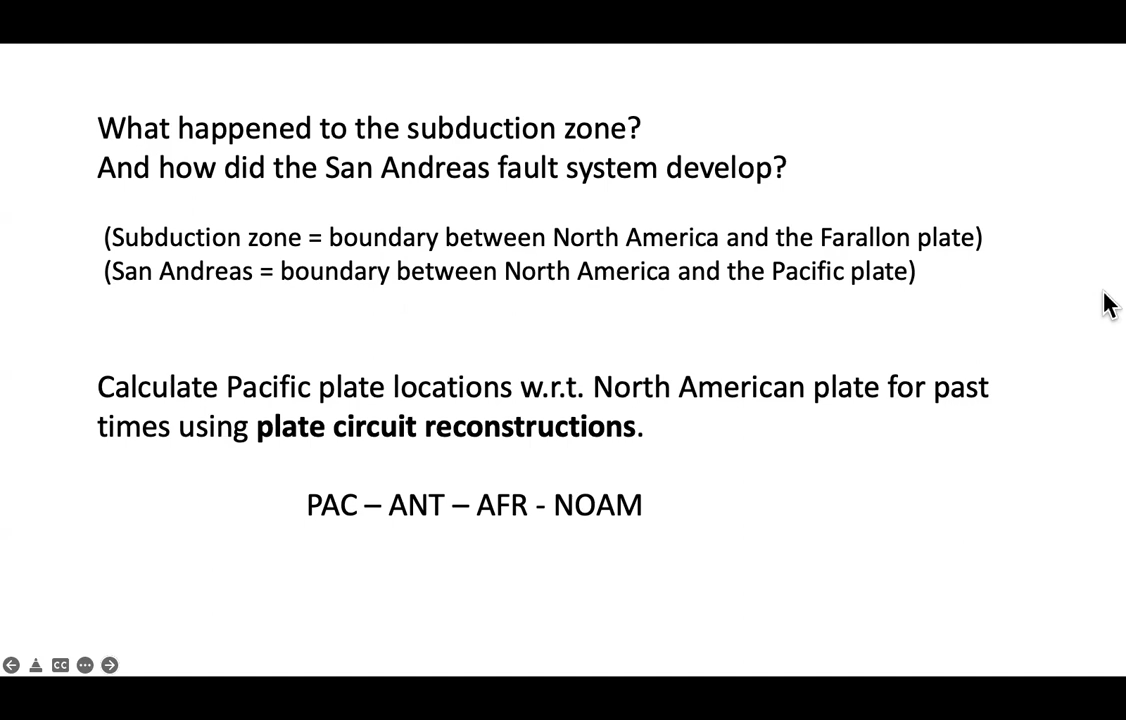 What happened to the subduction zone?
And how did the San Andreas fault system develop?
(Subduction zone = boundary between North America and the Farallon plate)
(San Andreas = boundary between North America and the Pacific plate)
Calculate Pacific plate locations w.r.t. North American plate for past
times using plate circuit reconstructions.
PAC – ANT – AFR - NOAM
CC